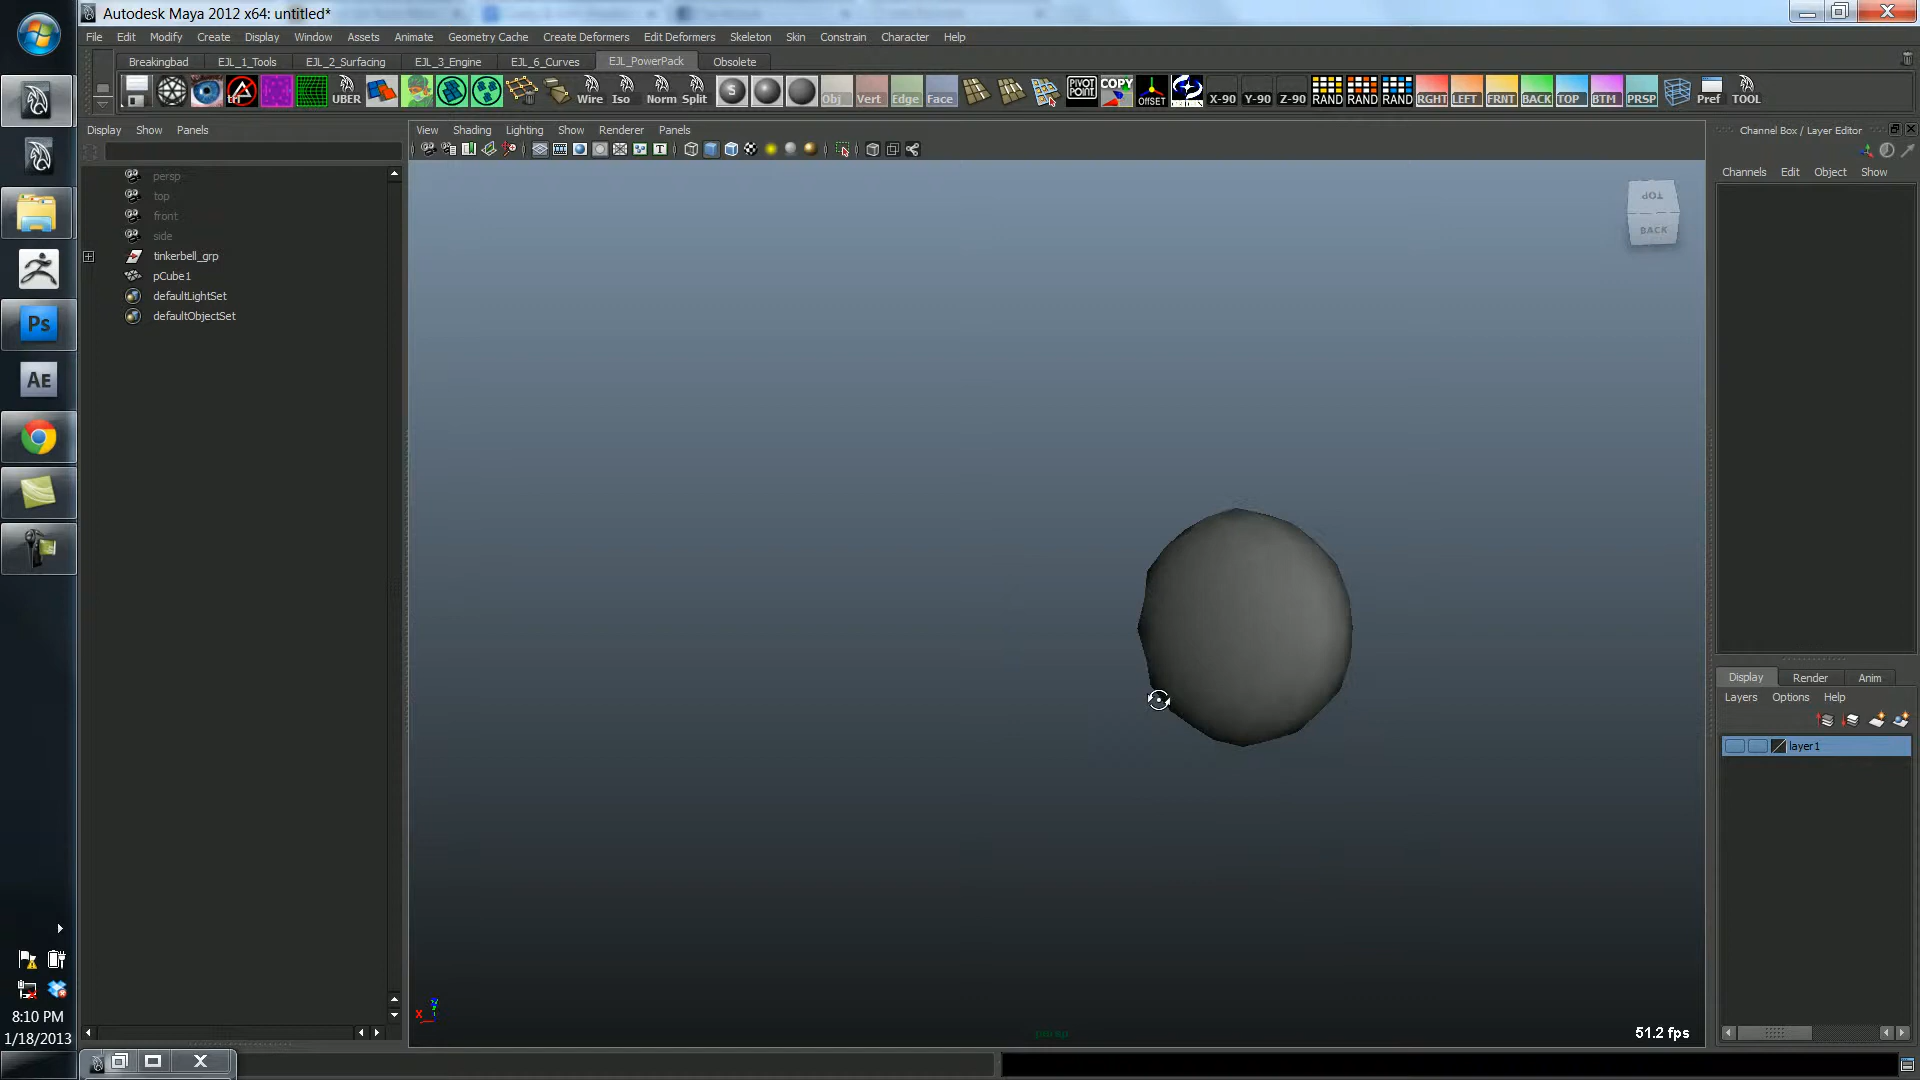 Autodesk Maya 2012 x64: untitled*
File Edit Modify Create Display Window Assets Animate Geometry Cache Create Deformers Edit Deformers Skeleton Skin Constrain Character Help
Breakingbad EJL_1_Tools EJL_2_Surfacing EJL_3_Engine EJL_6_Curves EJL_PowerPack Obsolete
tri UBER Wire Iso Norm Split S Obj Vert Edge Face PIVOT POINT COPY OFFSET X-90 Y-90 Z-90 RAND RAND RAND RGHT LEFT FRNT BACK TOP BTM PRSP Pref TOOL
Display Show Panels
View Shading Lighting Show Renderer Panels
Channel Box / Layer Editor
Channels Edit Object Show
persp
top
front
side
tinkerbell_grp
pCube1
defaultLightSet
defaultObjectSet
TOP
BACK
Ps
AE
Display Render Anim
Layers Options Help
layer1
X
persp
51.2 fps
8:10 PM
1/18/2013